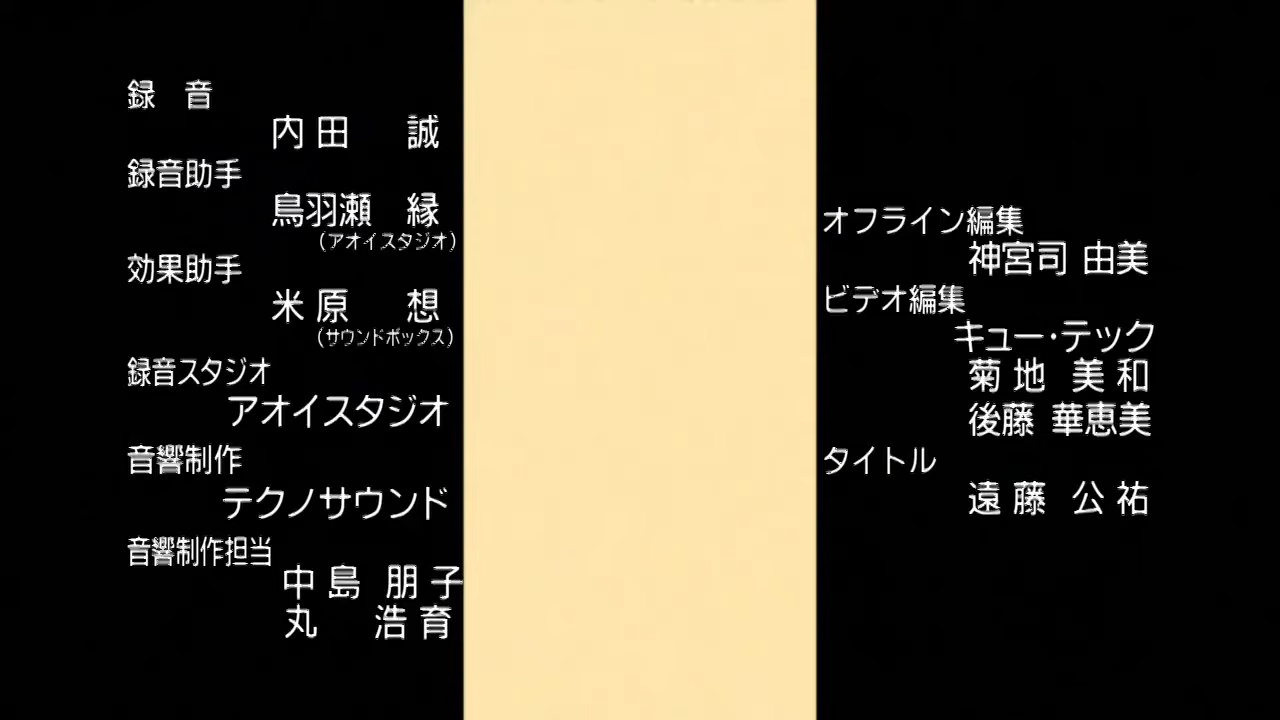 録　音
内田　誠
録音助手
鳥羽瀬　縁
（アオイスタジオ）
効果助手
米原　想
（サウンドボックス）
録音スタジオ
アオイスタジオ
音響制作
テクノサウンド
音響制作担当
中島　朋子
丸　浩育
オフライン編集
神宮司 由美
ビデオ編集
キュー・テック
菊地　美和
後藤 華恵美
タイトル
遠藤　公祐